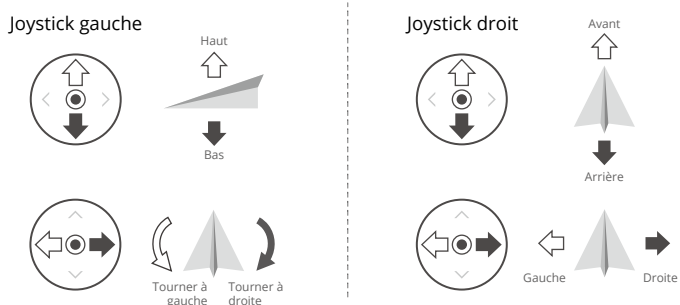 Joystick gauche
Haut
Bas
Tourner à
gauche
Tourner à
droite
Joystick droit
Avant
Arrière
Gauche
Droite